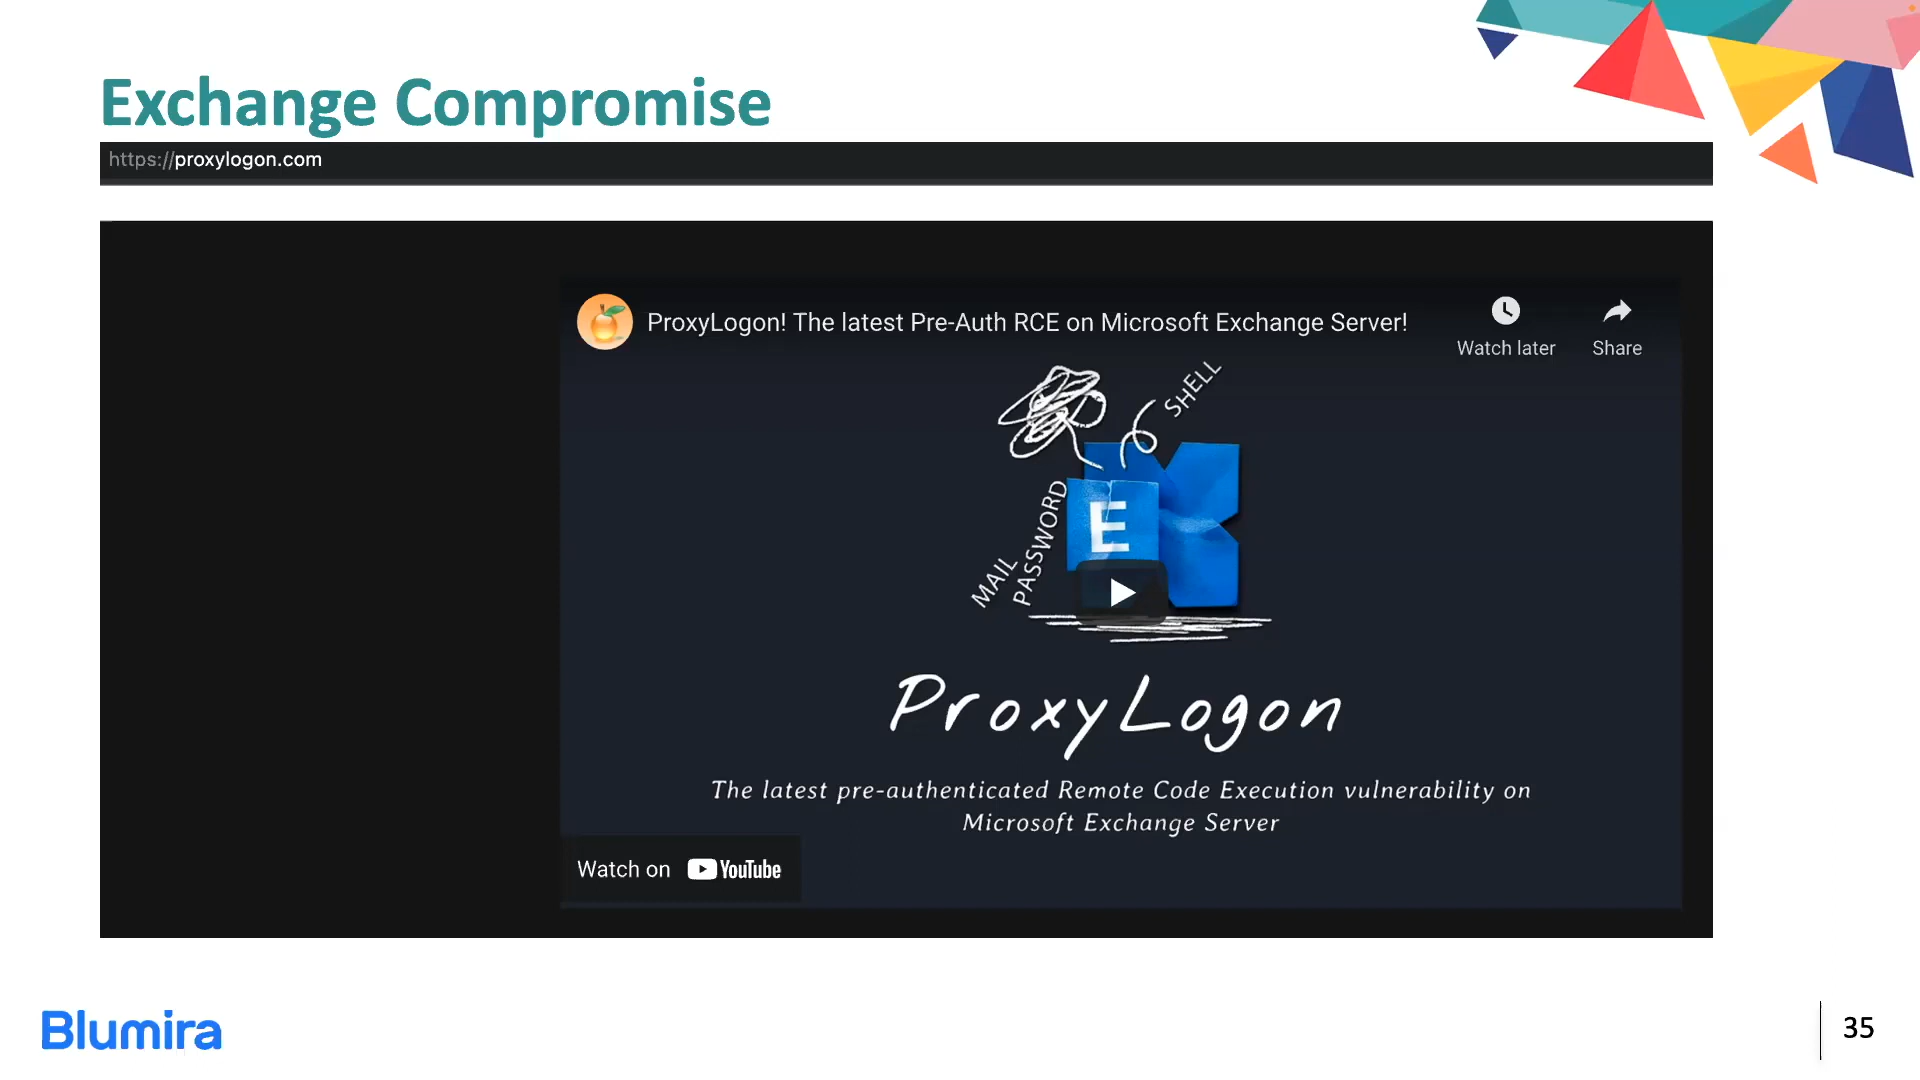 Exchange Compromise
https://proxylogon.com
ProxyLogon! The latest Pre-Auth RCE on Microsoft Exchange Server!
Watch later
Share
SHELL
MAIL
PASSWORD
E
ProxyLogon
The latest pre-authenticated Remote Code Execution vulnerability on
Microsoft Exchange Server
Watch on YouTube
Blumira
35